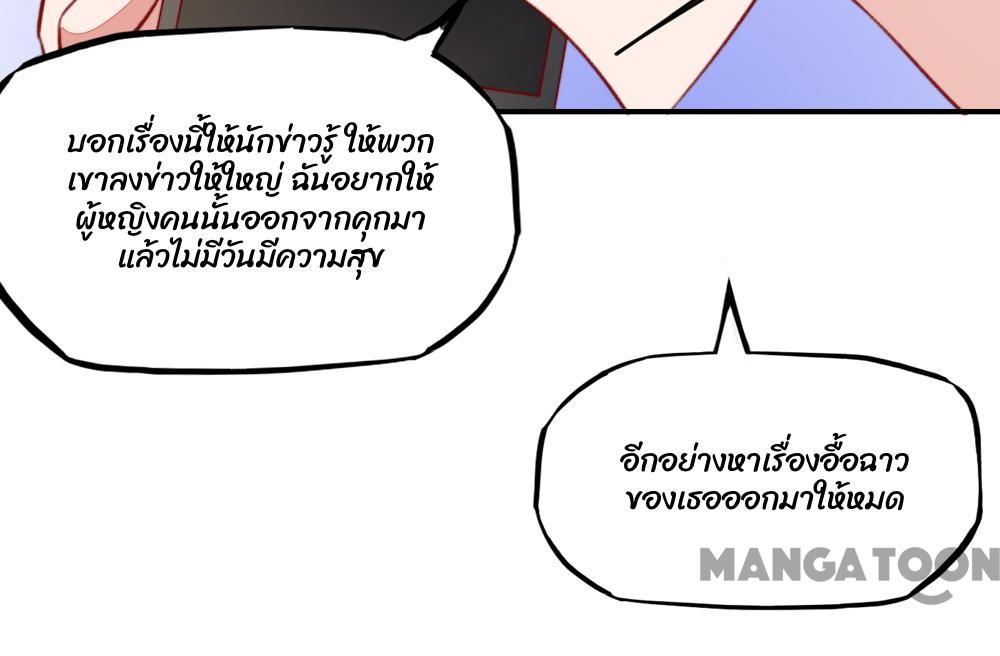 บอกเรื่องนี้ให้นักข่าวรู้ ให้พวก
เขาลงข่าวให้ใหญ่ ฉันอยากให้
ผู้หญิงคนนั้นออกจากคุกมา
แล้วไม่มีวันมีความสุข
อีกอย่างหาเรื่องอื้อฉาว
ของเธอออกมาให้หมด
MANGATOON